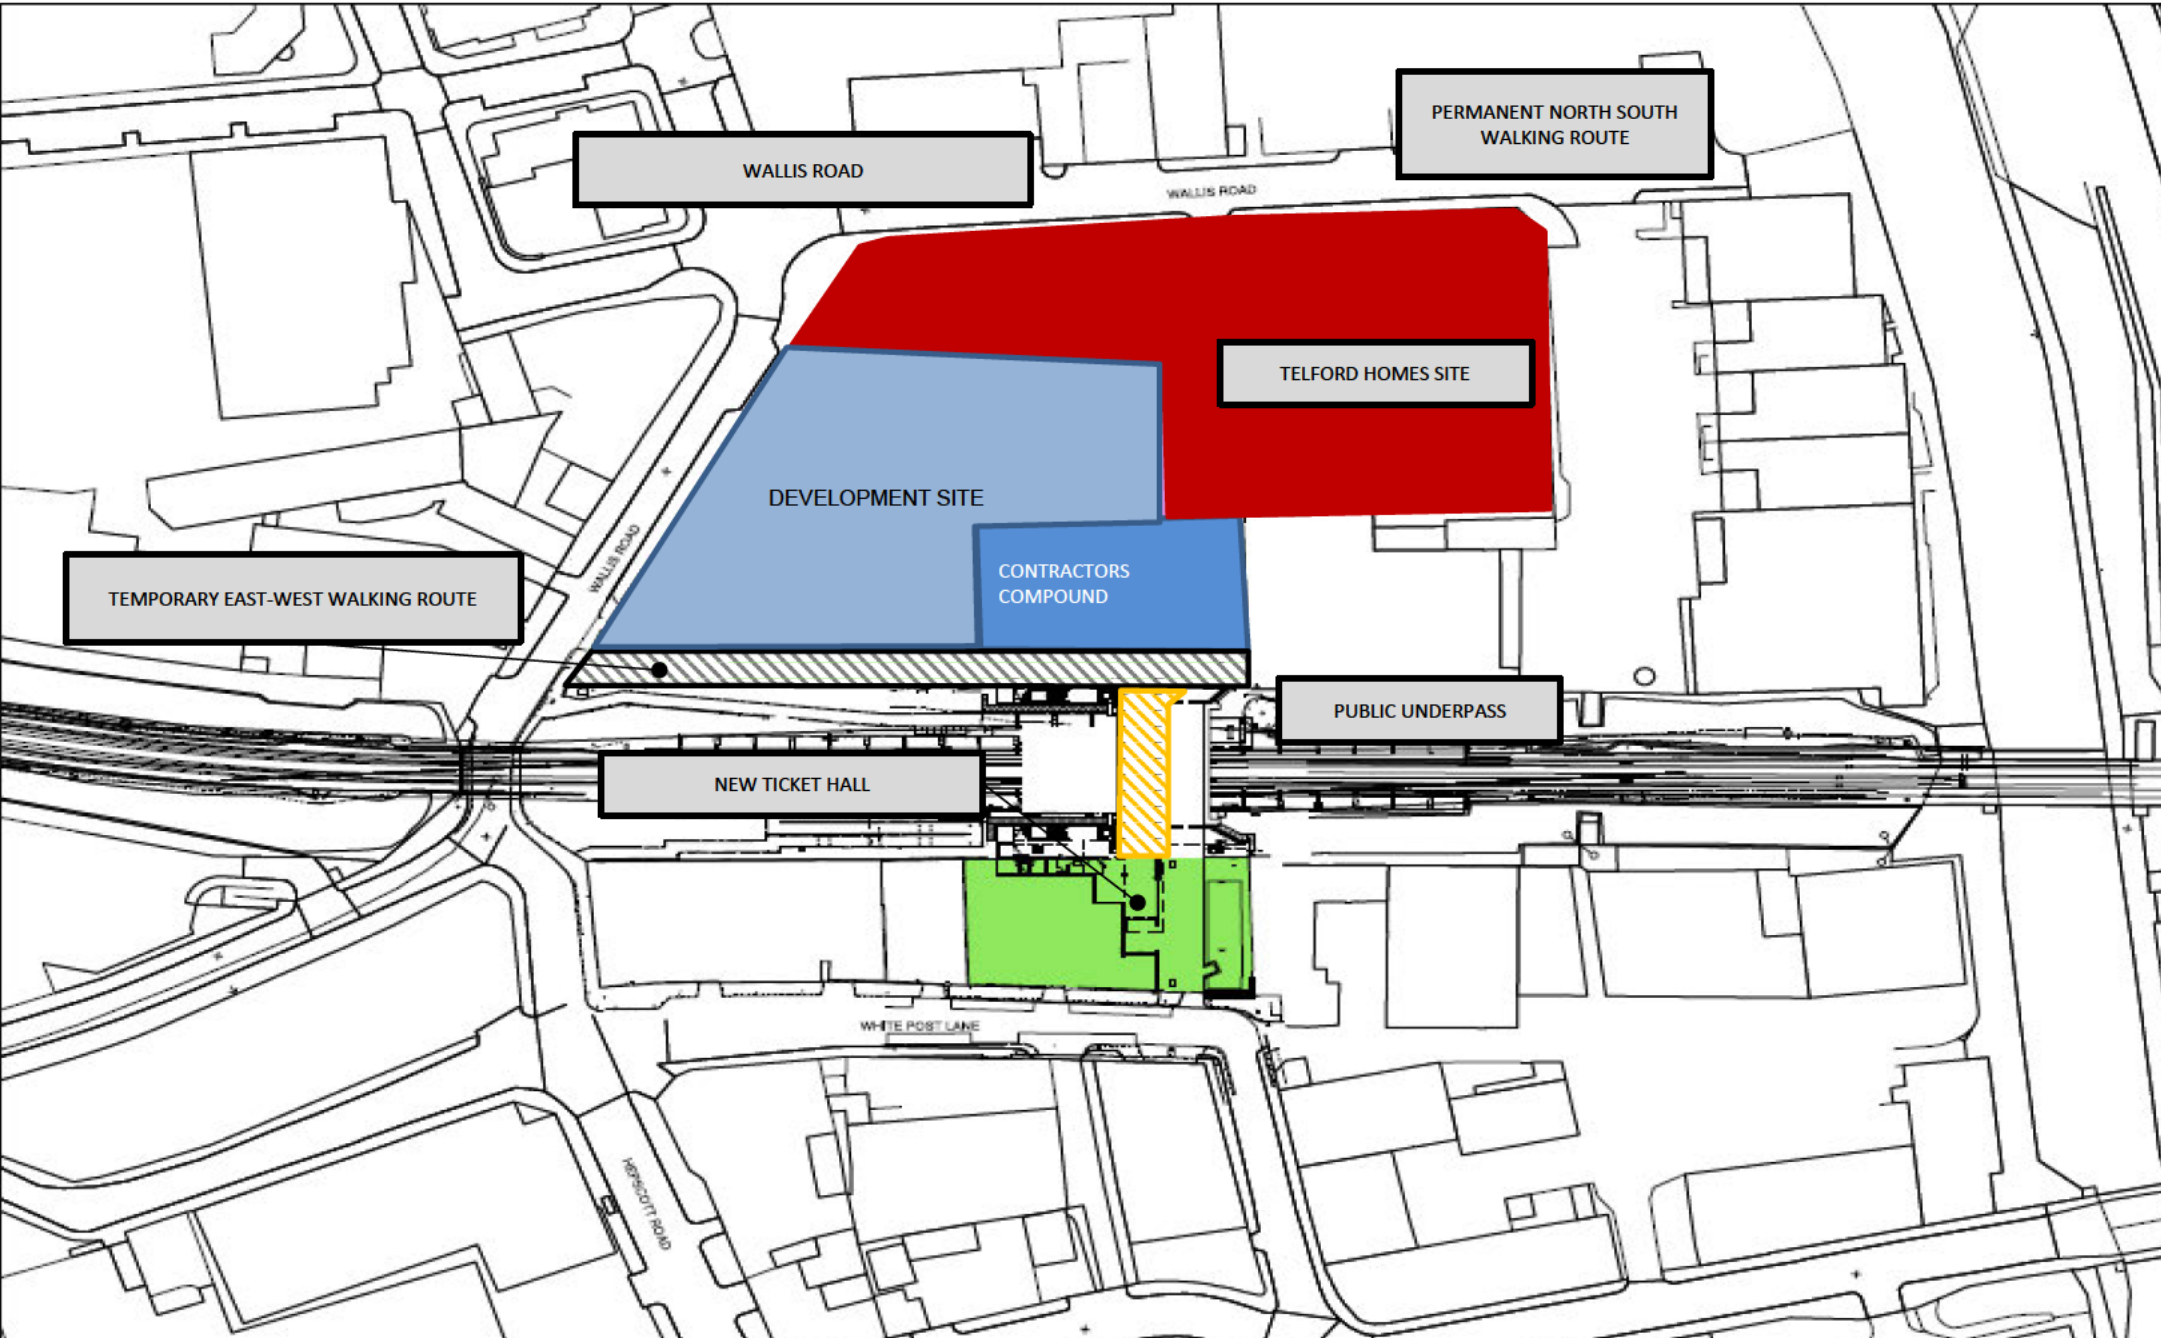 PERMANENT NORTH SOUTH
WALKING ROUTE
WALLIS ROAD
WALLIS ROAD
TELFORD HOMES SITE
DEVELOPMENT SITE
WALLIS ROAD
CONTRACTORS
COMPOUND
TEMPORARY EAST-WEST WALKING ROUTE
PUBLIC UNDERPASS
NEW TICKET HALL
WHITE POST LANE
HEPSCOTT ROAD